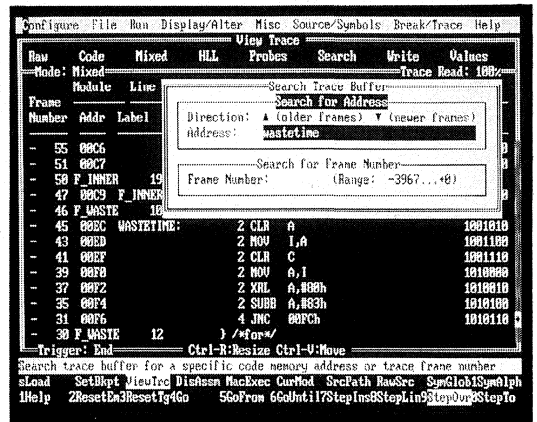 Configure File Run Display/Alter Misc Source/Symbols Break/Trace Help
View Trace
Raw Code Mixed HLL Probes Search Write Values
Mode: Mixed Trace Read: 100%
Module Line
Search Trace Buffer
Frame
Number Addr Label
Search for Address
Direction: ▲ (older frames) ▼ (newer frames)
Address: wastetime
Search for Frame Number
Frame Number: (Range: -3967...+0)
- 55 00C6
- 51 00C7
- 50 F_INNER 19
- 47 00C9 F_INNER
- 46 F_WASTE 10
- 45 00EC WASTETIME: 2 CLR A 1001010
- 43 00ED 2 MOV I,A 1001100
- 41 00EF 2 CLR C 1001110
- 39 00F0 2 MOV A,I 1010000
- 37 00F2 2 XRL A,#80h 1010010
- 35 00F4 2 SUBB A,#83h 1010100
- 31 00F6 4 JNC 00FCh 1010110
- 30 F_WASTE 12 } /*for*/
Trigger: End Ctrl-R:Resize Ctrl-V:Move
Search trace buffer for a specific code memory address or trace frame number
sLoad SetBkpt ViewTrc DisAssm MacExec CurMod SrcPath RawSrc SymGlob1SymAlph
1Help 2ResetEm3ResetTg4Go 5GoFrom 6GoUntil7StepIns8StepLin9StepOvr0StepTo